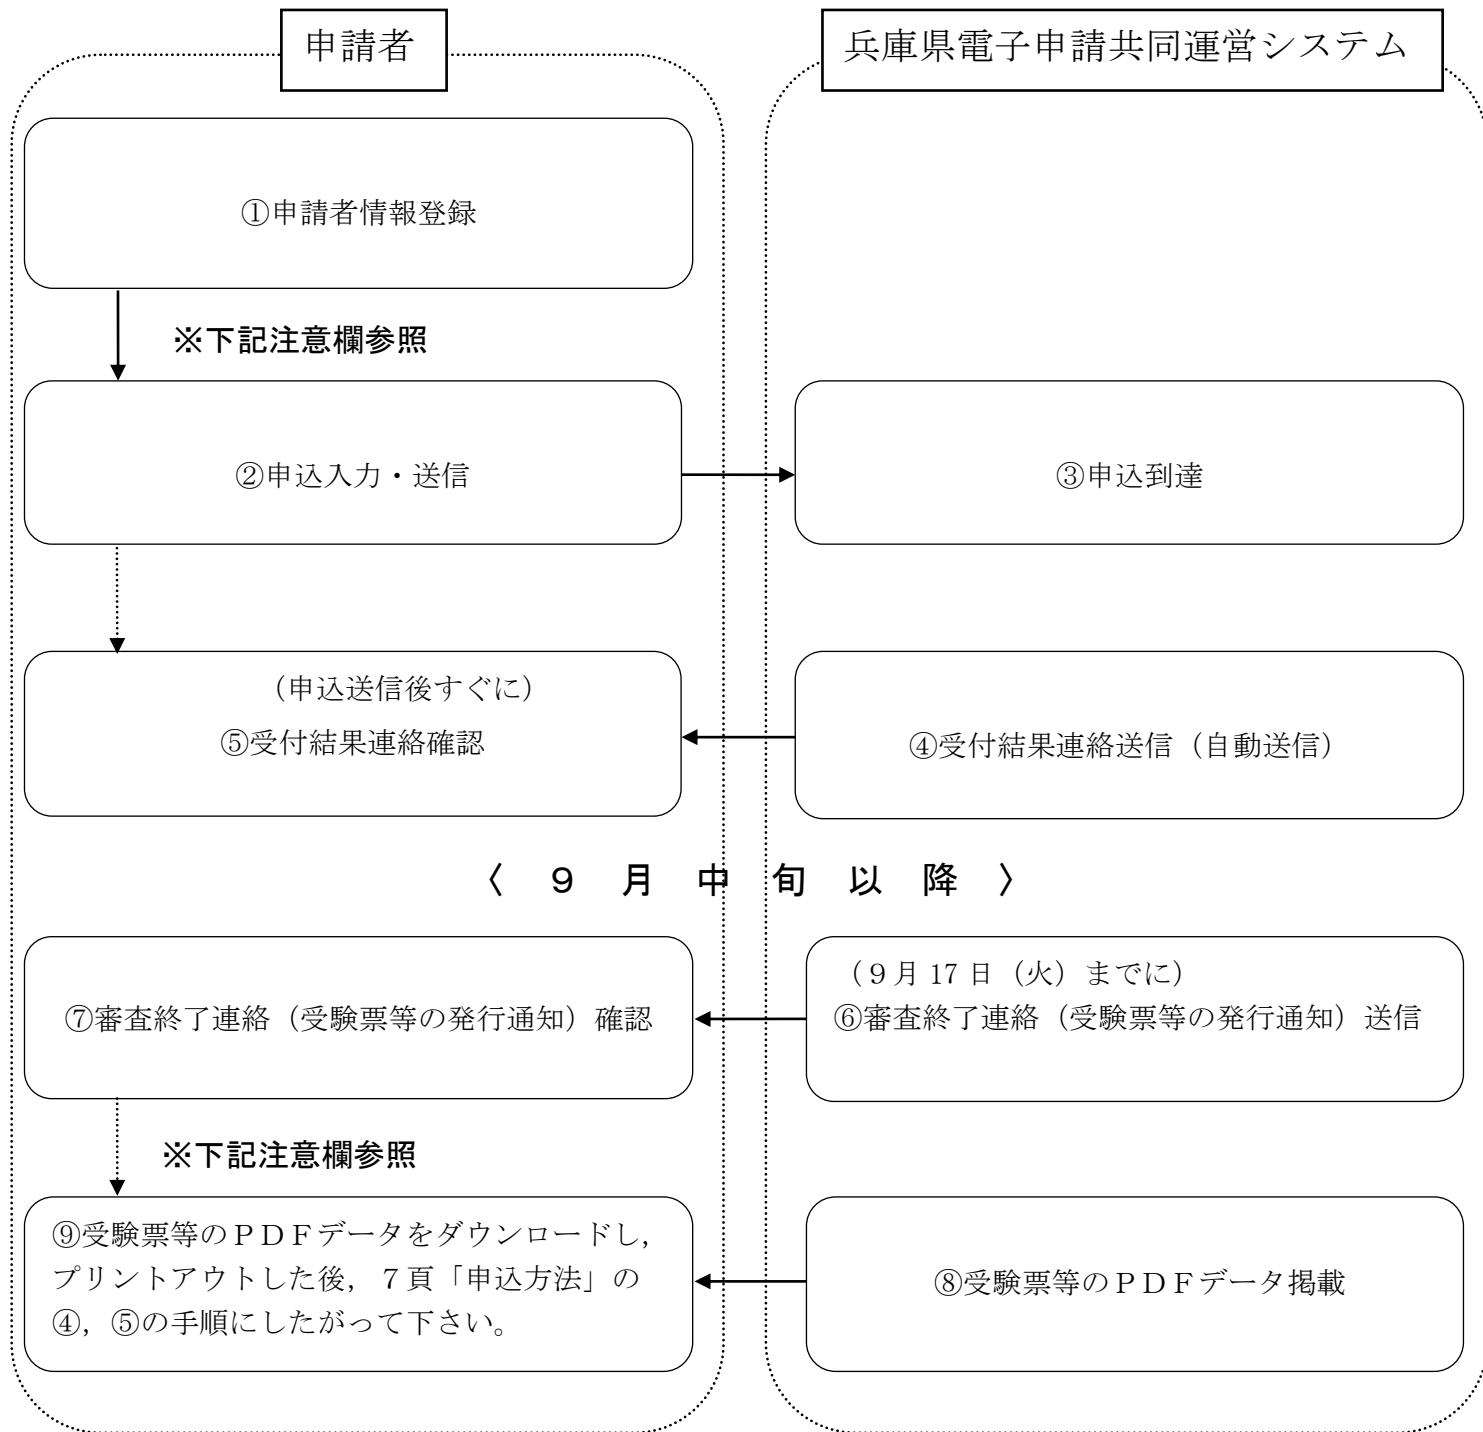 申請者
兵庫県電子申請共同運営システム
①申請者情報登録
※下記注意欄参照
②申込入力・送信
③申込到達
（申込送信後すぐに）
⑤受付結果連絡確認
④受付結果連絡送信（自動送信）
〈 ９ 月 中 旬 以 降 〉
（９月 17 日（火）までに）
⑦審査終了連絡（受験票等の発行通知）確認
⑥審査終了連絡（受験票等の発行通知）送信
※下記注意欄参照
⑨受験票等のＰＤＦデータをダウンロードし，
プリントアウトした後，７頁「申込方法」の
④，⑤の手順にしたがって下さい。
⑧受験票等のＰＤＦデータ掲載